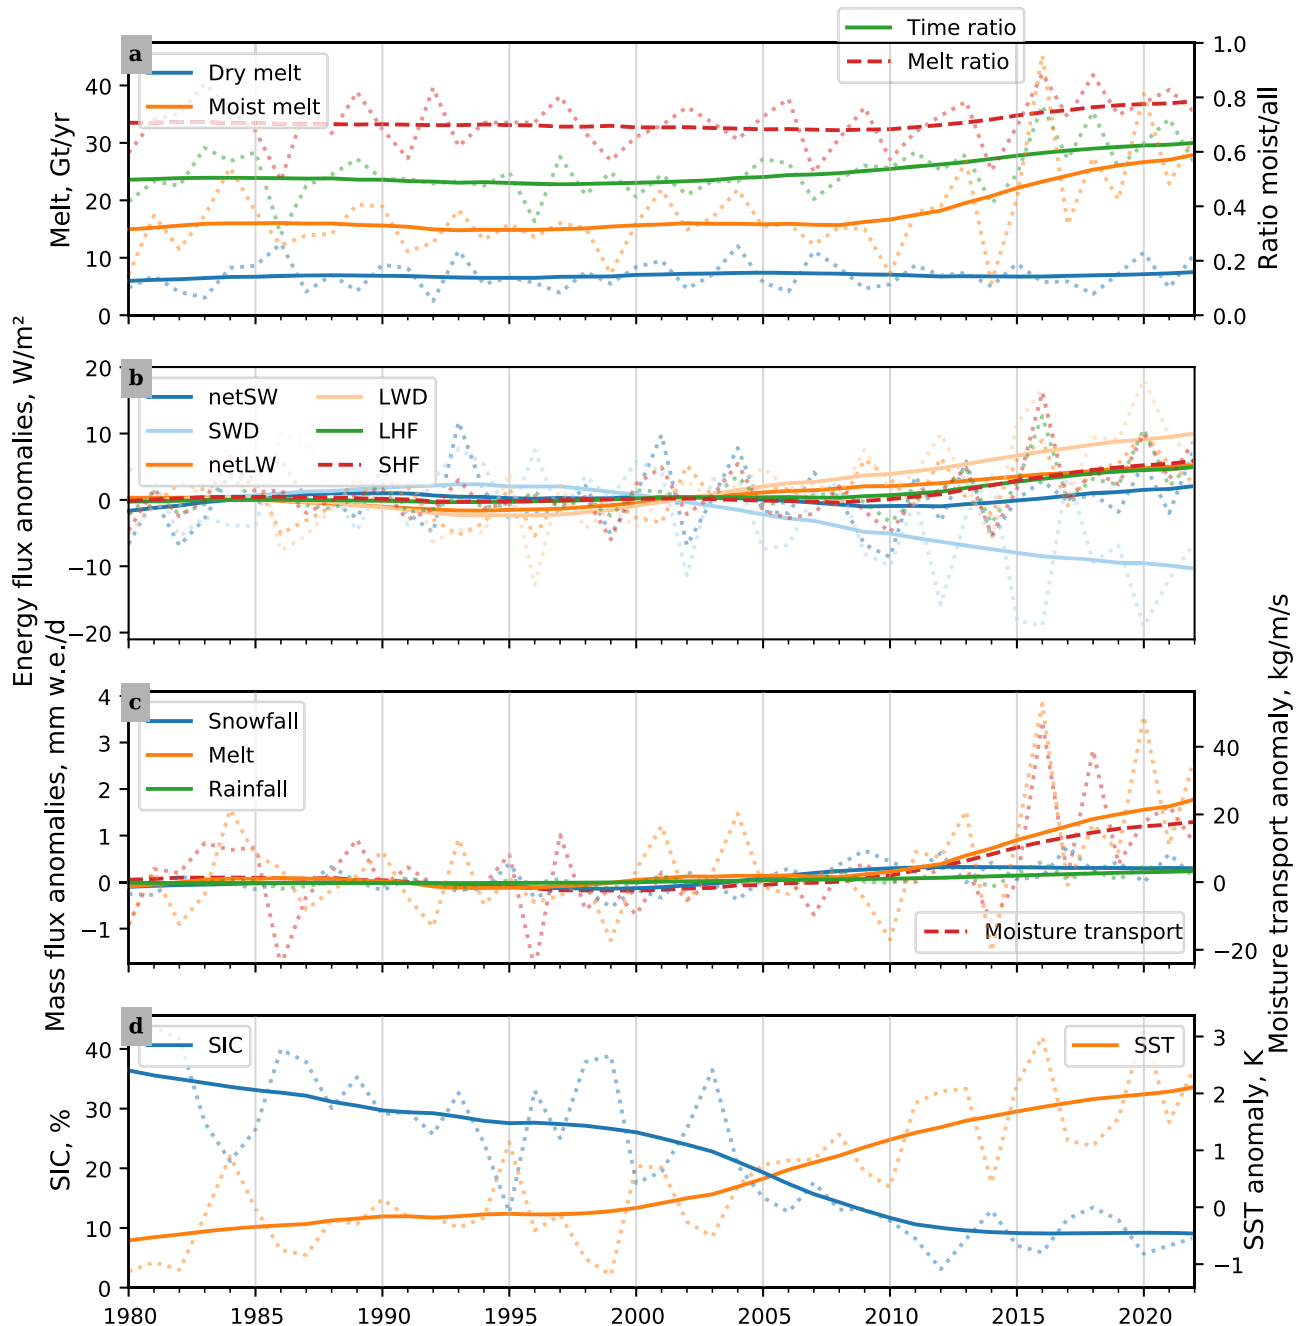 Time ratio
Melt ratio
a
Dry melt
Moist melt
Melt, Gt/yr
0
10
20
30
40
Ratio moist/all
0.0
0.2
0.4
0.6
0.8
1.0
b
netSW
SWD
netLW
LWD
LHF
SHF
Energy flux anomalies, W/m²
20
10
0
−10
−20
c
Snowfall
Melt
Rainfall
Moisture transport
Mass flux anomalies, mm w.e./d
4
3
2
1
0
−1
Moisture transport anomaly, kg/m/s
40
20
0
−20
d
SIC
SST
SIC, %
40
30
20
10
0
SST anomaly, K
3
2
1
0
−1
1980
1985
1990
1995
2000
2005
2010
2015
2020